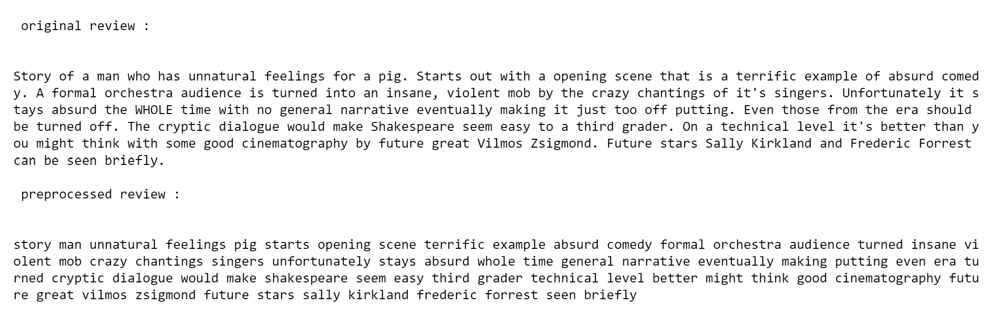 original review :
Story of a man who has unnatural feelings for a pig. Starts out with a opening scene that is a terrific example of absurd comed
y. A formal orchestra audience is turned into an insane, violent mob by the crazy chantings of it's singers. Unfortunately it s
tays absurd the WHOLE time with no general narrative eventually making it just too off putting. Even those from the era should
be turned off. The cryptic dialogue would make Shakespeare seem easy to a third grader. On a technical level it's better than y
ou might think with some good cinematography by future great Vilmos Zsigmond. Future stars Sally Kirkland and Frederic Forrest
can be seen briefly.
preprocessed review :
story man unnatural feelings pig starts opening scene terrific example absurd comedy formal orchestra audience turned insane vi
olent mob crazy chantings singers unfortunately stays absurd whole time general narrative eventually making putting even era tu
rned cryptic dialogue would make shakespeare seem easy third grader technical level better might think good cinematography futu
re great vilmos zsigmond future stars sally kirkland frederic forrest seen briefly